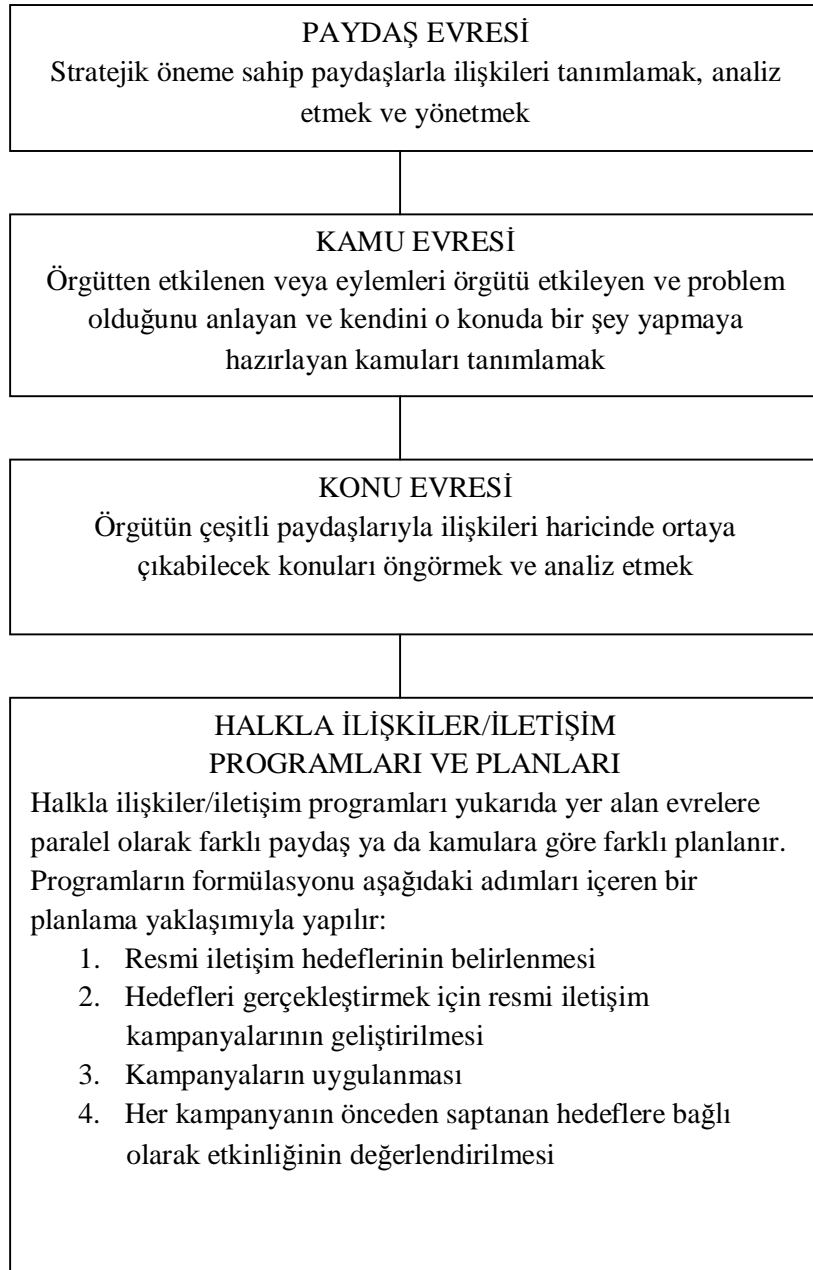 PAYDAŞ EVRESİ
Stratejik öneme sahip paydaşlarla ilişkileri tanımlamak, analiz
etmek ve yönetmek
KAMU EVRESİ
Örgütten etkilenen veya eylemleri örgütü etkileyen ve problem
olduğunu anlayan ve kendini o konuda bir şey yapmaya
hazırlayan kamuları tanımlamak
KONU EVRESİ
Örgütün çeşitli paydaşlarıyla ilişkileri haricinde ortaya
çıkabilecek konuları öngörmek ve analiz etmek
HALKLA İLİŞKİLER/İLETİŞİM
PROGRAMLARI VE PLANLARI
Halkla ilişkiler/iletişim programları yukarıda yer alan evrelere
paralel olarak farklı paydaş ya da kamulara göre farklı planlanır.
Programların formülasyonu aşağıdaki adımları içeren bir
planlama yaklaşımıyla yapılır:
1. Resmi iletişim hedeflerinin belirlenmesi
2. Hedefleri gerçekleştirmek için resmi iletişim
kampanyalarının geliştirilmesi
3. Kampanyaların uygulanması
4. Her kampanyanın önceden saptanan hedeflere bağlı
olarak etkinliğinin değerlendirilmesi